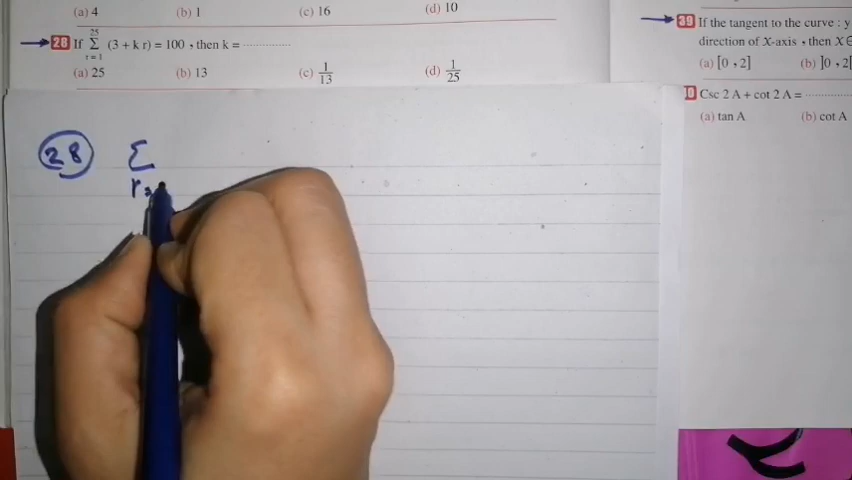 (a) 4 (b) 1 (c) 16 (d) 10
28 If 25 Σ r = 1 (3 + k r) = 100 , then k = ...............
(a) 25 (b) 13 (c) 1/13 (d) 1/25
39 If the tangent to the curve : y
direction of X-axis , then X ∈
(a) [0 , 2] (b) ]0 , 2[
0 Csc 2 A + cot 2 A = ..........
(a) tan A (b) cot A
28 Σ
r =